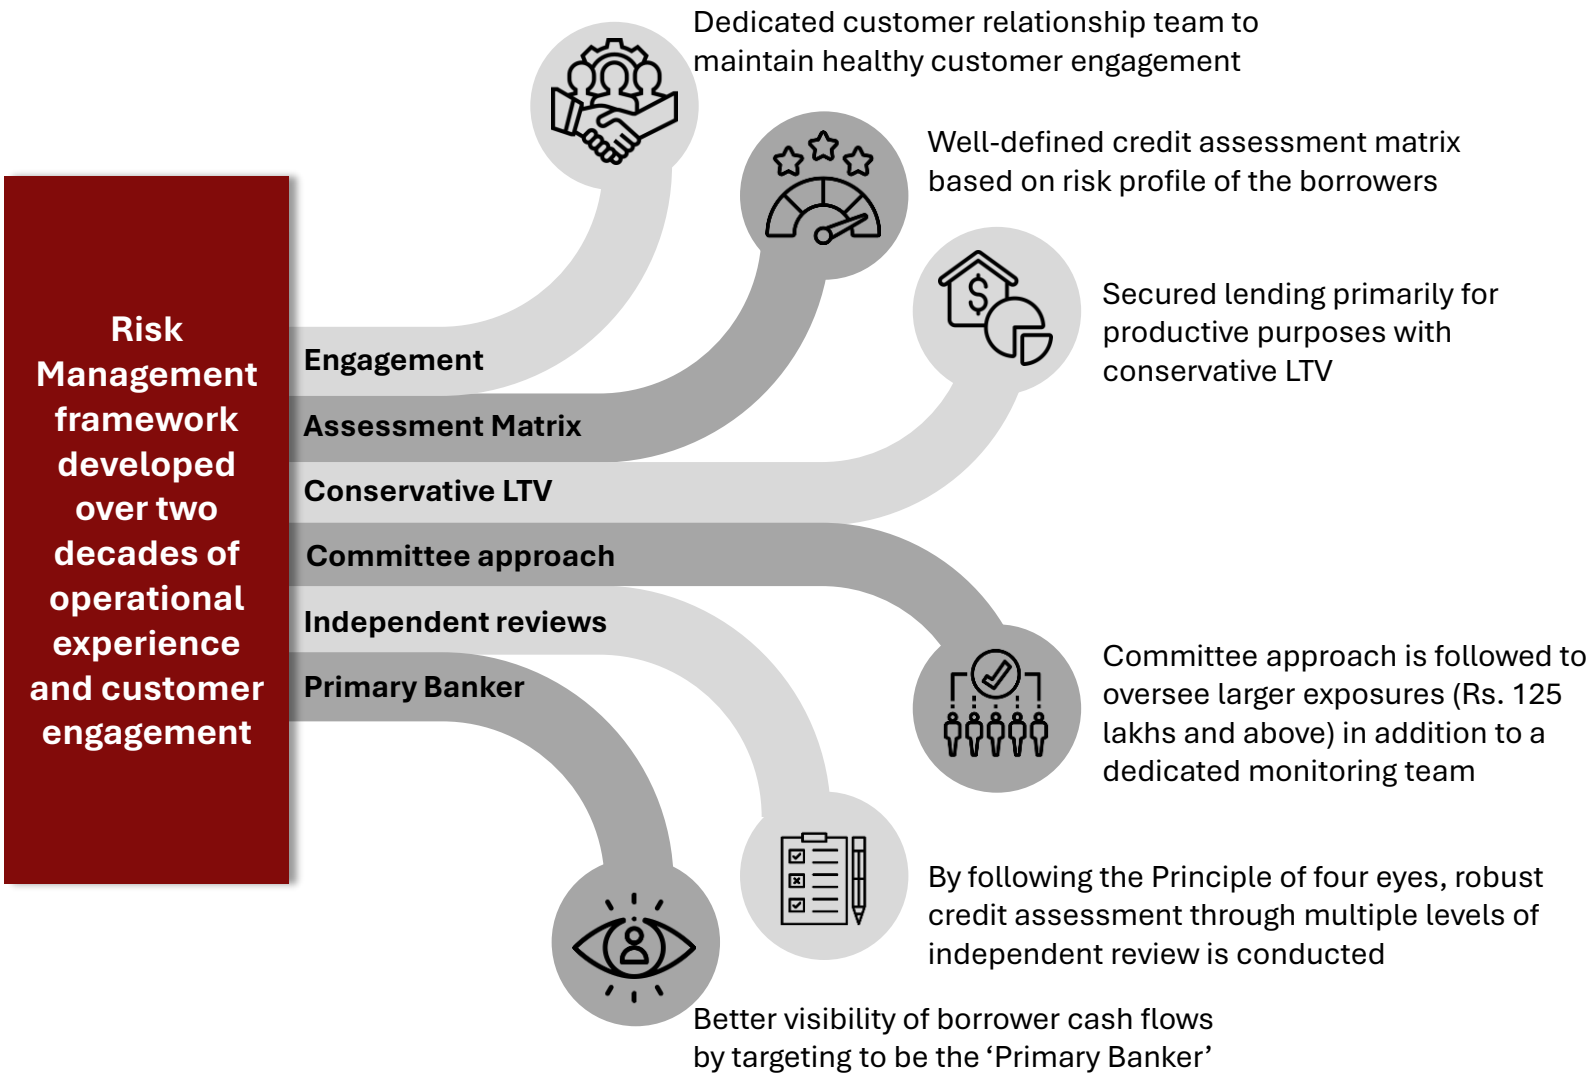 Dedicated customer relationship team to
maintain healthy customer engagement
Well-defined credit assessment matrix
based on risk profile of the borrowers
Secured lending primarily for
productive purposes with
conservative LTV
Risk
Management
framework
developed
over two
decades of
operational
experience
and customer
engagement
Engagement
Assessment Matrix
Conservative LTV
Committee approach
Independent reviews
Primary Banker
Committee approach is followed to
oversee larger exposures (Rs. 125
lakhs and above) in addition to a
dedicated monitoring team
By following the Principle of four eyes, robust
credit assessment through multiple levels of
independent review is conducted
Better visibility of borrower cash flows
by targeting to be the ‘Primary Banker’
$